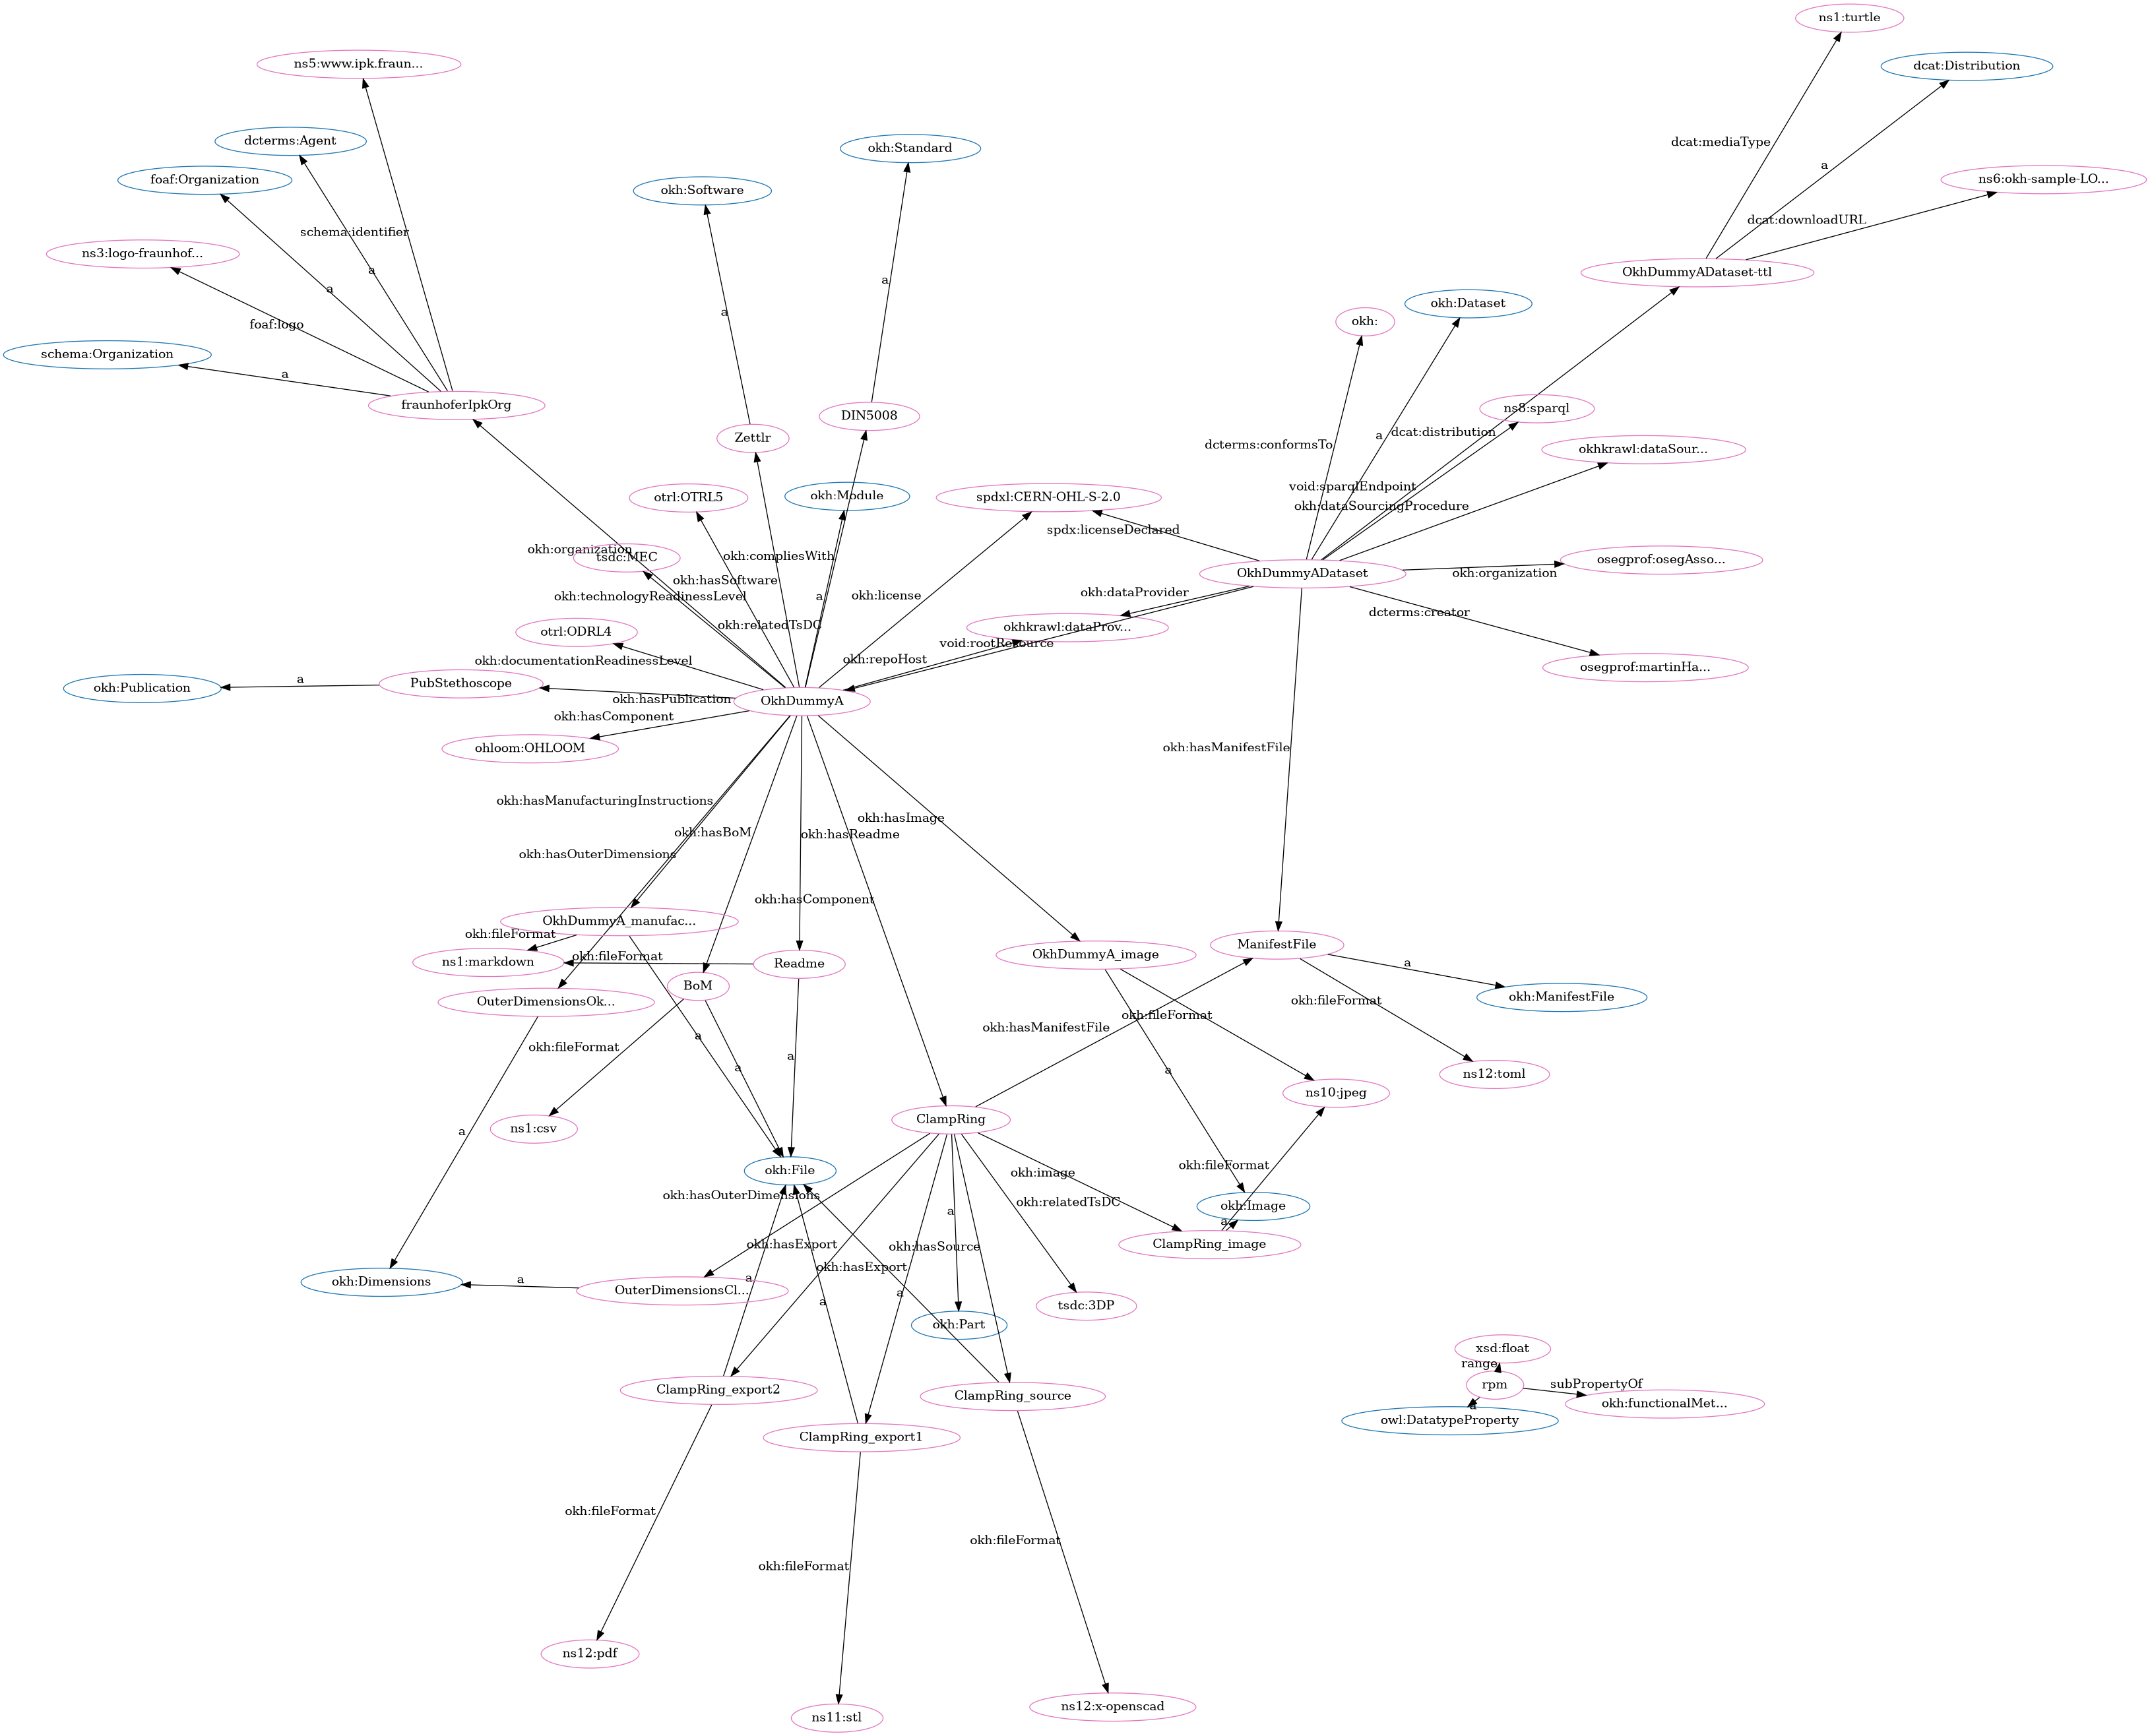 ns1:turtle
ns5:www.ipk.fraun...
dcat:Distribution
dcterms:Agent
okh:Standard
dcat:mediaType
a
foaf:Organization
okh:Software
ns6:okh-sample-LO...
dcat:downloadURL
schema:identifier
ns3:logo-fraunhof...
a
a
OkhDummyADataset-ttl
a
a
okh:Dataset
foaf:logo
okh:
schema:Organization
a
fraunhoferIpkOrg
DIN5008
ns8:sparql
Zettlr
a
dcat:distribution
dcterms:conformsTo
okhkrawl:dataSour...
void:sparqlEndpoint
otrl:OTRL5
okh:Module
spdxl:CERN-OHL-S-2.0
okh:dataSourcingProcedure
spdx:licenseDeclared
okh:organization
tsdc:MEC
okh:compliesWith
osegprof:osegAsso...
OkhDummyADataset
okh:organization
okh:hasSoftware
okh:technologyReadinessLevel
a
okh:license
okh:dataProvider
dcterms:creator
otrl:ODRL4
okh:relatedTsDC
okhkrawl:dataProv...
void:rootResource
okh:documentationReadinessLevel
okh:repoHost
osegprof:martinHa...
okh:Publication
a
PubStethoscope
okh:hasPublication
OkhDummyA
okh:hasComponent
ohloom:OHLOOM
okh:hasManifestFile
okh:hasManufacturingInstructions
okh:hasImage
okh:hasBoM
okh:hasReadme
okh:hasOuterDimensions
okh:hasComponent
OkhDummyA_manufac...
okh:fileFormat
ManifestFile
OkhDummyA_image
okh:fileFormat
ns1:markdown
Readme
a
BoM
okh:ManifestFile
OuterDimensionsOk...
okh:fileFormat
okh:fileFormat
okh:hasManifestFile
a
okh:fileFormat
a
a
a
ns12:toml
ns10:jpeg
ClampRing
ns1:csv
a
okh:File
okh:image
okh:fileFormat
okh:hasOuterDimensions
okh:relatedTsDC
okh:Image
a
a
okh:hasExport
okh:hasSource
ClampRing_image
okh:hasExport
okh:Dimensions
a
a
OuterDimensionsCl...
a
a
tsdc:3DP
okh:Part
xsd:float
range
rpm
subPropertyOf
ClampRing_export2
ClampRing_source
okh:functionalMet...
a
owl:DatatypeProperty
ClampRing_export1
okh:fileFormat
okh:fileFormat
okh:fileFormat
ns12:pdf
ns12:x-openscad
ns11:stl